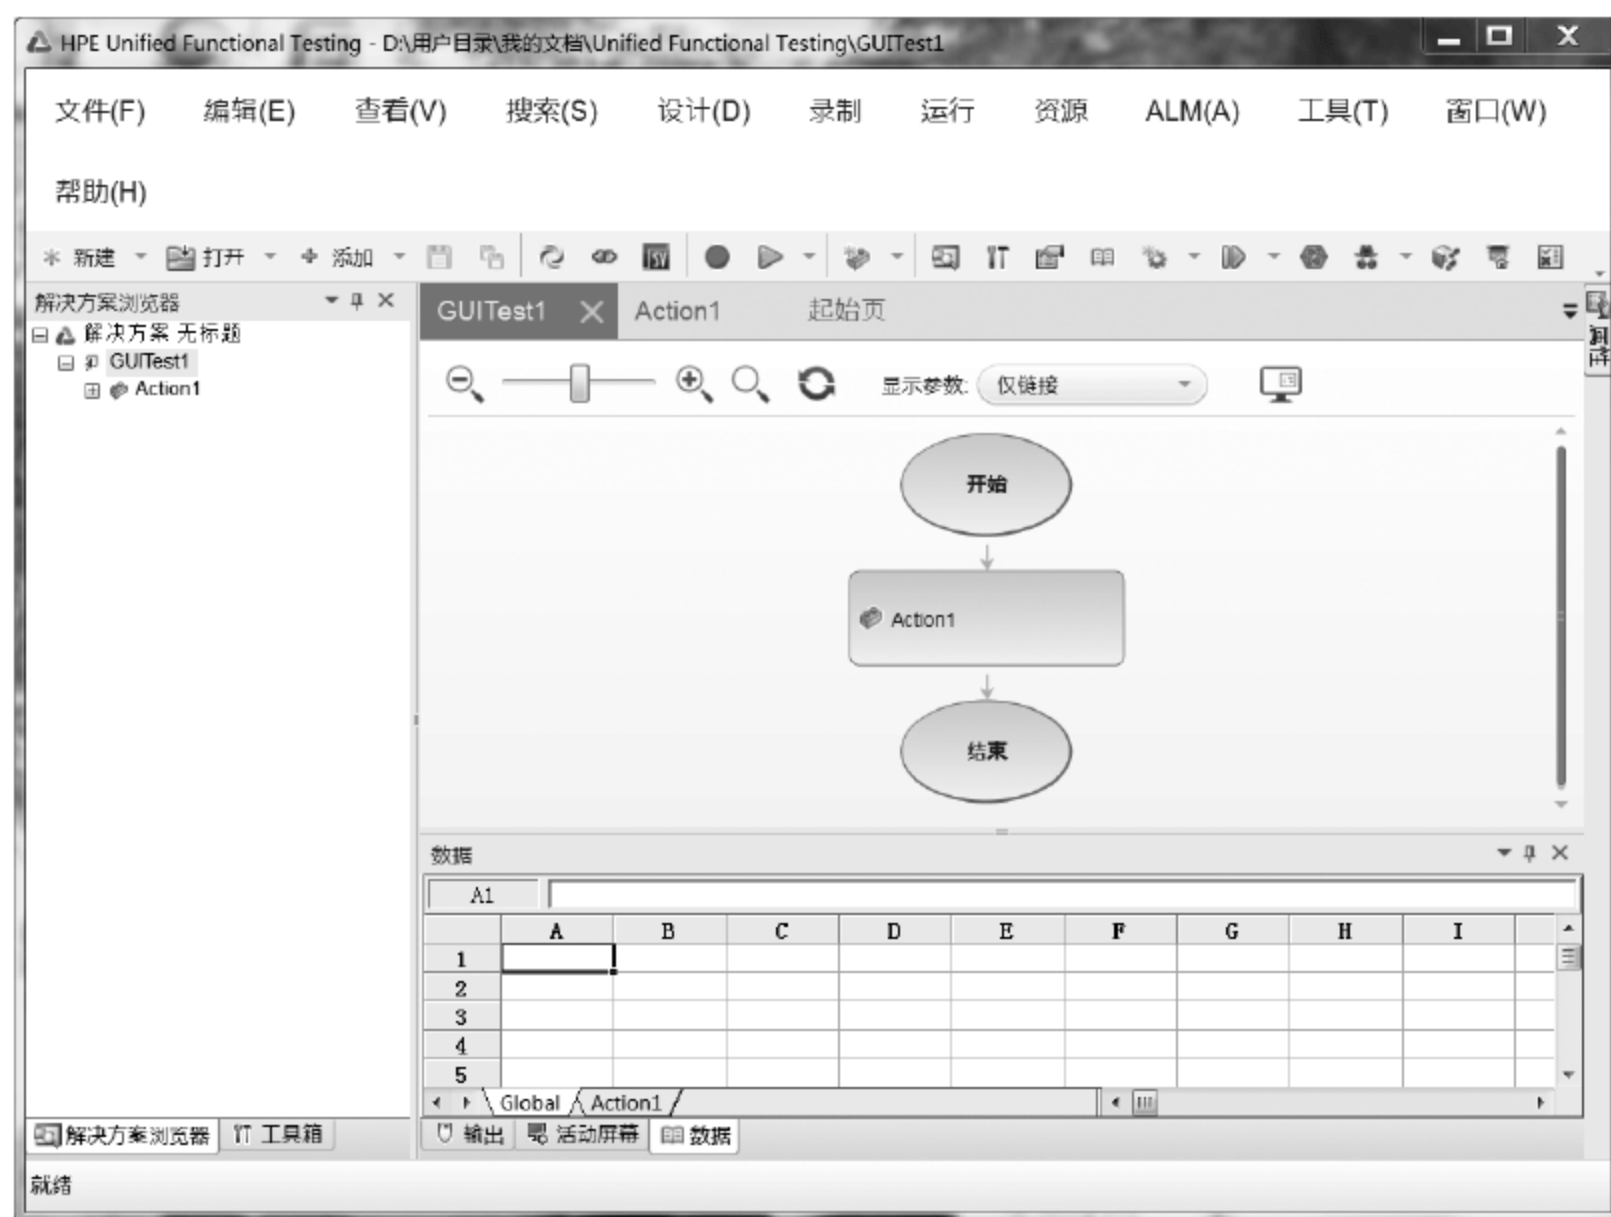 HPE Unified Functional Testing - D:\用户目录\我的文档\Unified Functional Testing\GUITest1
文件(F) 编辑(E) 查看(V) 搜索(S) 设计(D) 录制 运行 资源 ALM(A) 工具(T) 窗口(W)
帮助(H)
新建 打开 添加
解决方案浏览器
解决方案 无标题
GUITest1
Action1
GUITest1 Action1 起始页
显示参数: 仅链接
开始
Action1
结束
数据
A1
A B C D E F G H I
1
2
3
4
5
Global Action1
解决方案浏览器 工具箱 输出 活动屏幕 数据
就绪